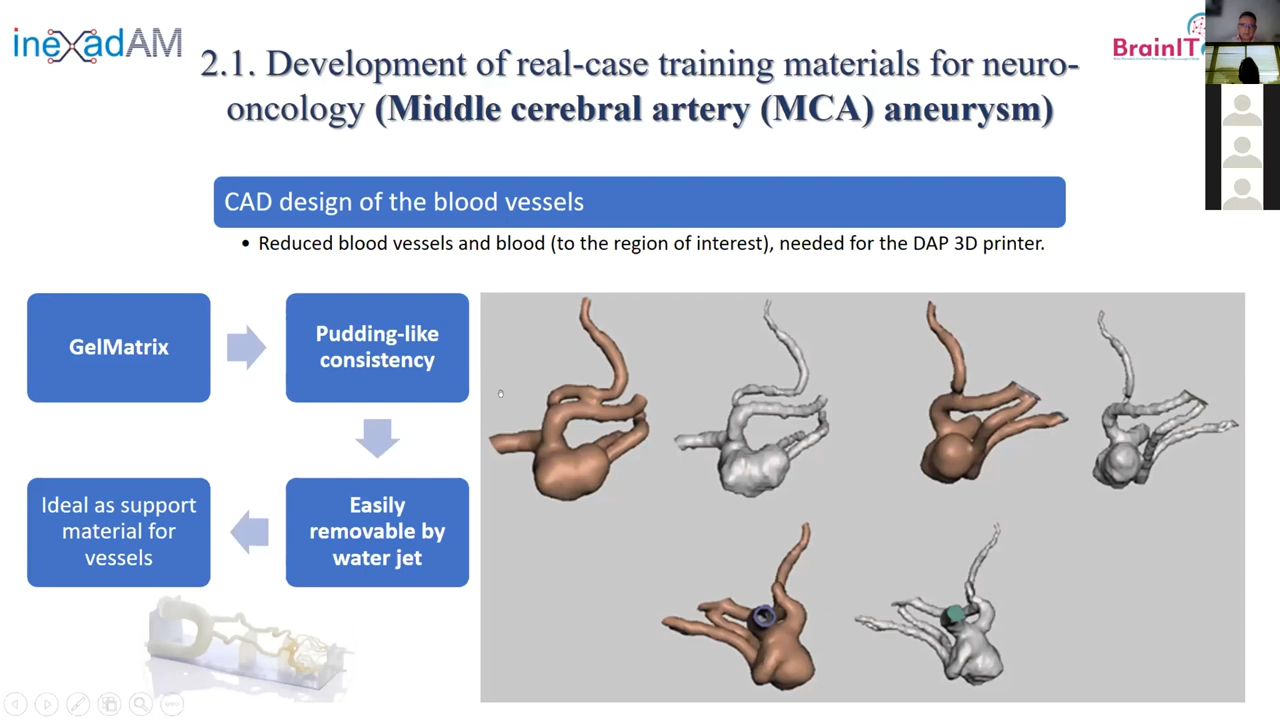 inexadAM
BrainIT
2.1. Development of real-case training materials for neuro-
oncology (Middle cerebral artery (MCA) aneurysm)
CAD design of the blood vessels
• Reduced blood vessels and blood (to the region of interest), needed for the DAP 3D printer.
GelMatrix
Pudding-like
consistency
Ideal as support
material for
vessels
Easily
removable by
water jet